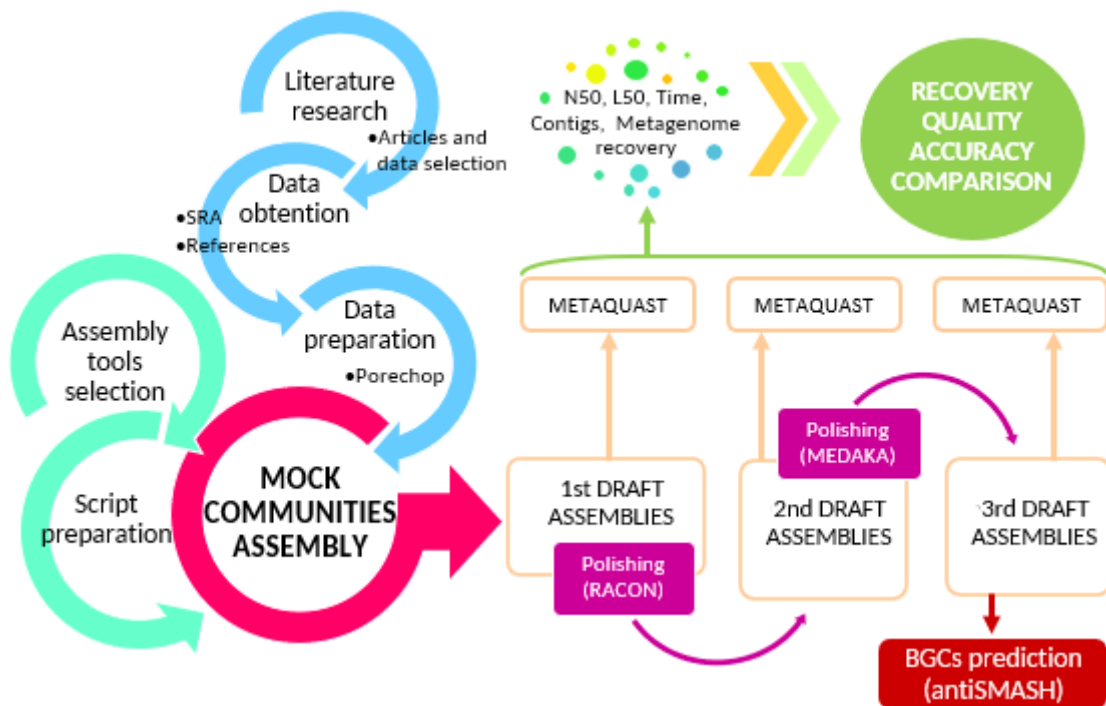 Literature
research
•Articles and
data selection
Data
obtention
•SRA
•References
Data
preparation
•Porechop
Assembly
tools
selection
Script
preparation
MOCK
COMMUNITIES
ASSEMBLY
N50, L50, Time,
Contigs, Metagenome
recovery
RECOVERY
QUALITY
ACCURACY
COMPARISON
METAQUAST
METAQUAST
METAQUAST
1st DRAFT
ASSEMBLIES
Polishing
(RACON)
Polishing
(MEDAKA)
2nd DRAFT
ASSEMBLIES
3rd DRAFT
ASSEMBLIES
BGCs prediction
(antiSMASH)